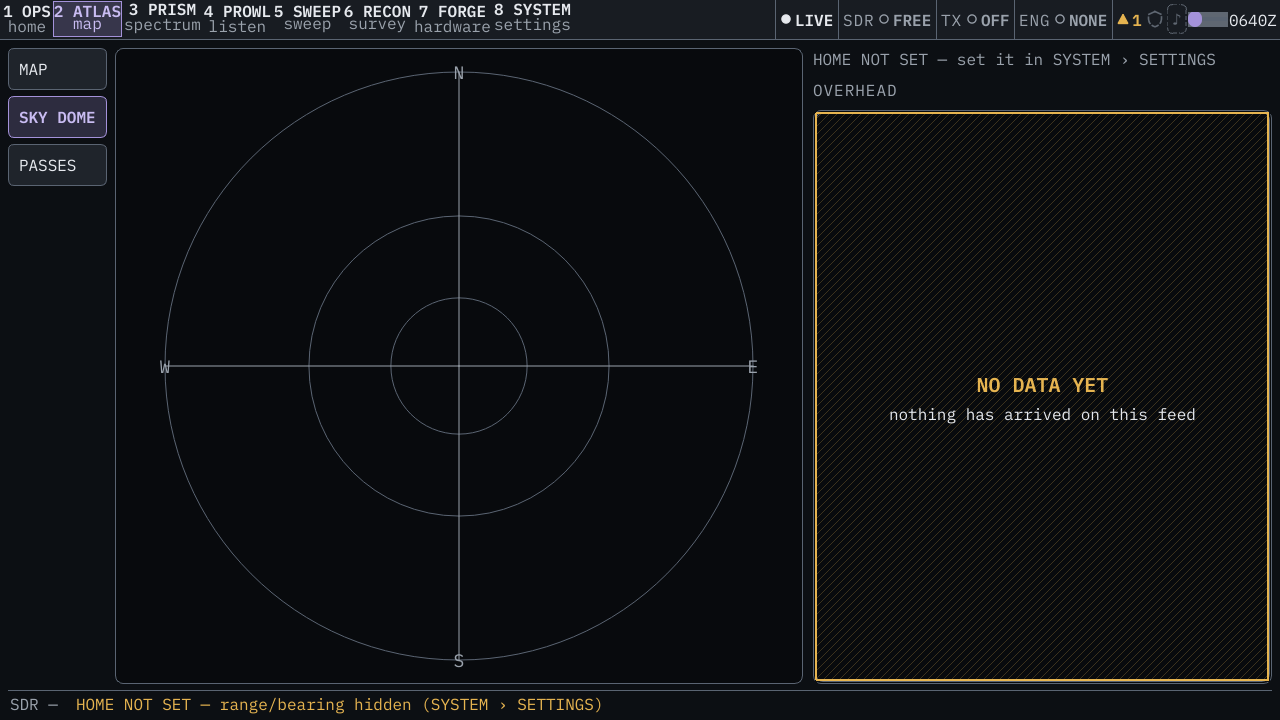 1 OPS 2 ATLAS 3 PRISM 4 PROWL 5 SWEEP 6 RECON 7 FORGE 8 SYSTEM
home map spectrum listen sweep survey hardware settings
LIVE SDR FREE TX OFF ENG NONE 1 ♪ 0640Z
MAP
SKY DOME
PASSES
N
W
E
S
HOME NOT SET — set it in SYSTEM › SETTINGS
OVERHEAD
NO DATA YET
nothing has arrived on this feed
SDR — HOME NOT SET — range/bearing hidden (SYSTEM › SETTINGS)